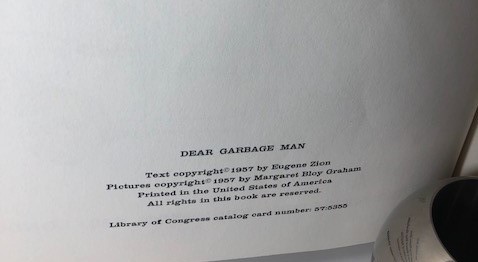 DEAR GARBAGE MAN
Text copyright© 1957 by Eugene Zion
Pictures copyright© 1957 by Margaret Bloy Graham
Printed in the United States of America
All rights in this book are reserved.
Library of Congress catalog card number: 57:5355